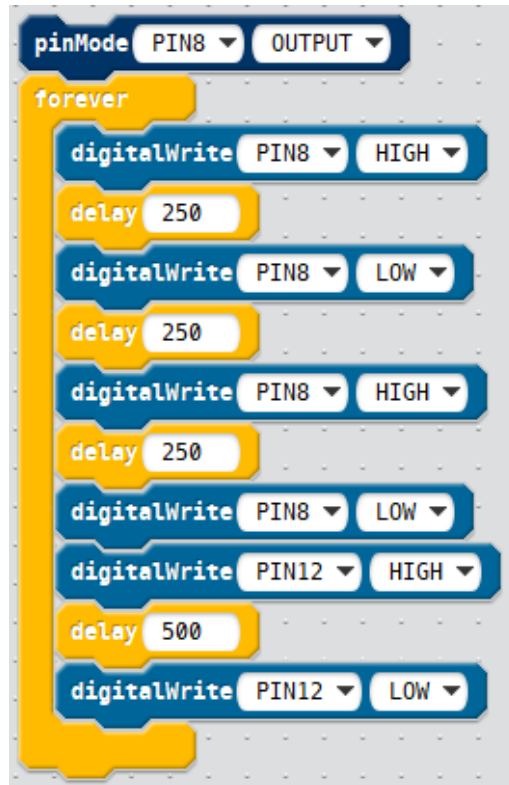 pinMode PIN8 OUTPUT
forever
digitalWrite PIN8 HIGH
delay 250
digitalWrite PIN8 LOW
delay 250
digitalWrite PIN8 HIGH
delay 250
digitalWrite PIN8 LOW
digitalWrite PIN12 HIGH
delay 500
digitalWrite PIN12 LOW